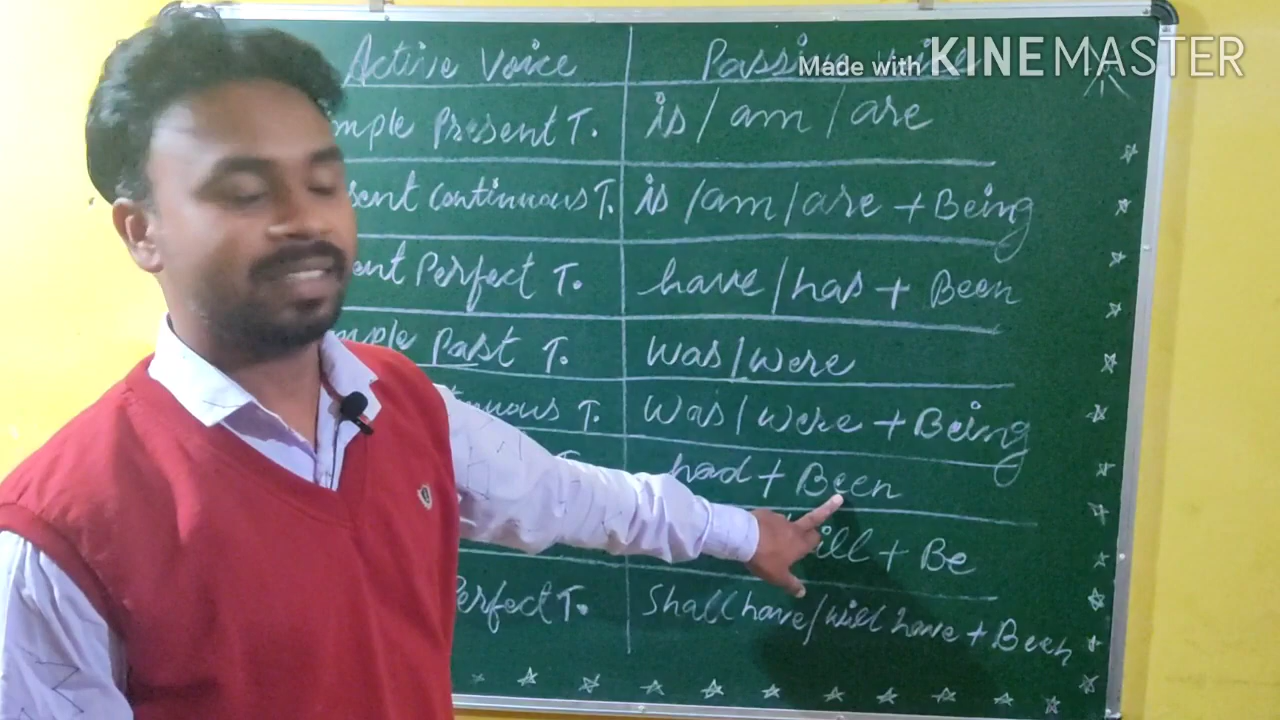 Active Voice Passive Voice
Made with KINEMASTER
mple Present T. is / am / are
sent Continuous T. is / am / are + Being
ent Perfect T. have / has + Been
mple Past T. was / were
nuous T. was / were + Being
T. had + Been
ill + Be
Perfect T. Shall have / will have + Been